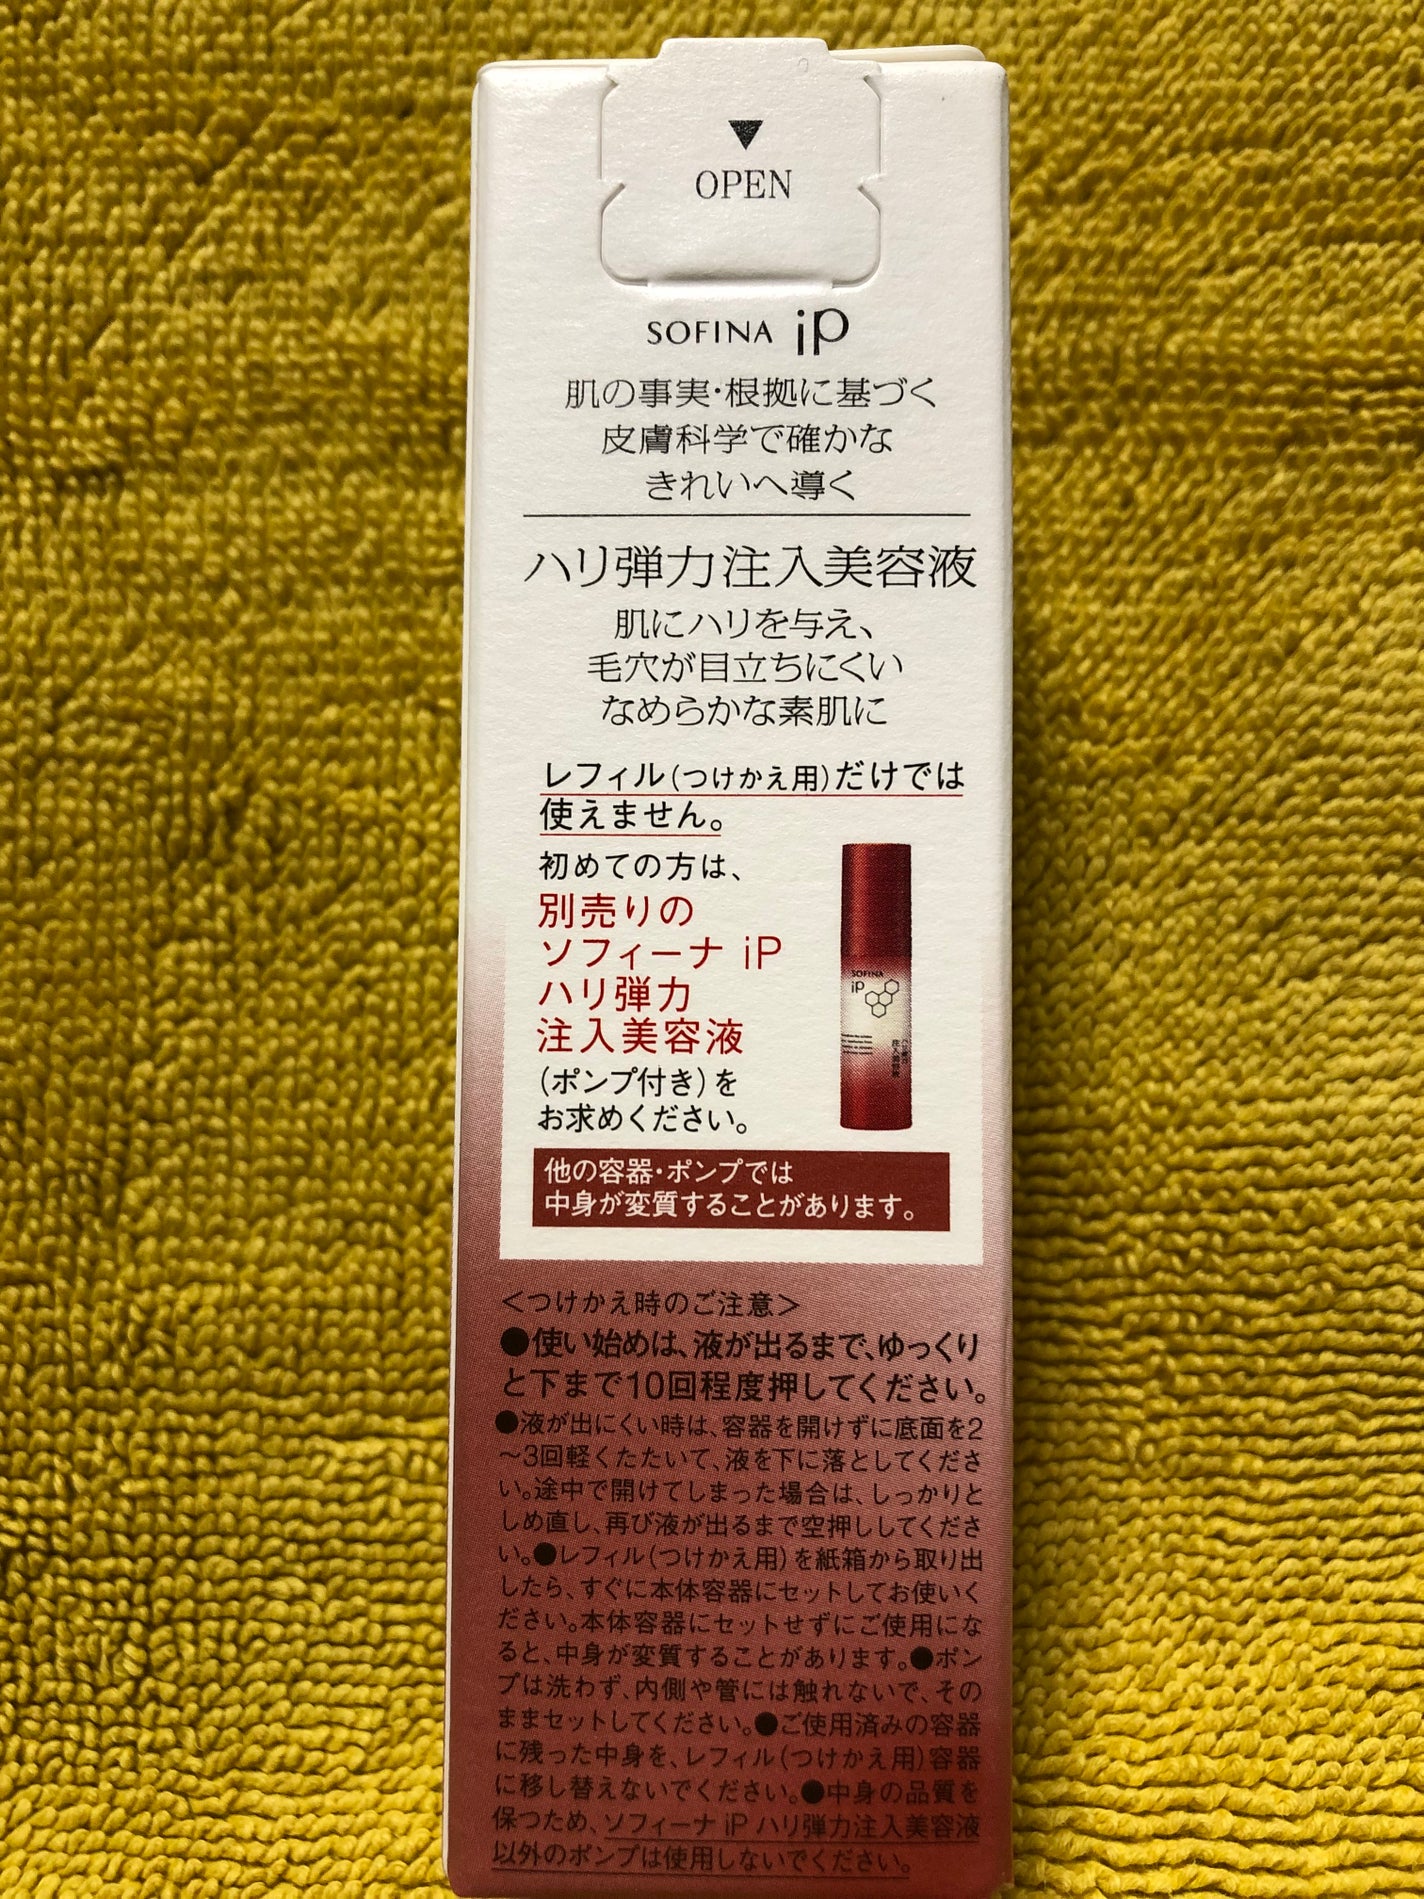 ▼
OPEN
SOFINA iP
肌の事実・根拠に基づく
皮膚科学で確かな
きれいへ導く
ハリ弾力注入美容液
肌にハリを与え、
毛穴が目立ちにくい
なめらかな素肌に
レフィル(つけかえ用)だけでは
使えません。
初めての方は、
別売りの
ソフィーナ iP
ハリ弾力
注入美容液
(ポンプ付き)を
お求めください。
SOFINA
iP
ハリ弾力
注入美容液
他の容器・ポンプでは
中身が変質することがあります。
＜つけかえ時のご注意＞
●使い始めは、液が出るまで、ゆっくり
と下まで10回程度押してください。
●液が出にくい時は、容器を開けずに底面を2
～3回軽くたたいて、液を下に落としてくださ
い。途中で開けてしまった場合は、しっかりと
しめ直し、再び液が出るまで空押ししてくださ
い。●レフィル(つけかえ用)を紙箱から取り出
したら、すぐに本体容器にセットしてお使いく
ださい。本体容器にセットせずにご使用にな
ると、中身が変質することがあります。●ポン
プは洗わず、内側や管には触れないで、その
ままセットしてください。●ご使用済みの容器
に残った中身を、レフィル(つけかえ用)容器
に移し替えないでください。●中身の品質を
保つため、ソフィーナ iP ハリ弾力注入美容液
以外のポンプは使用しないでください。